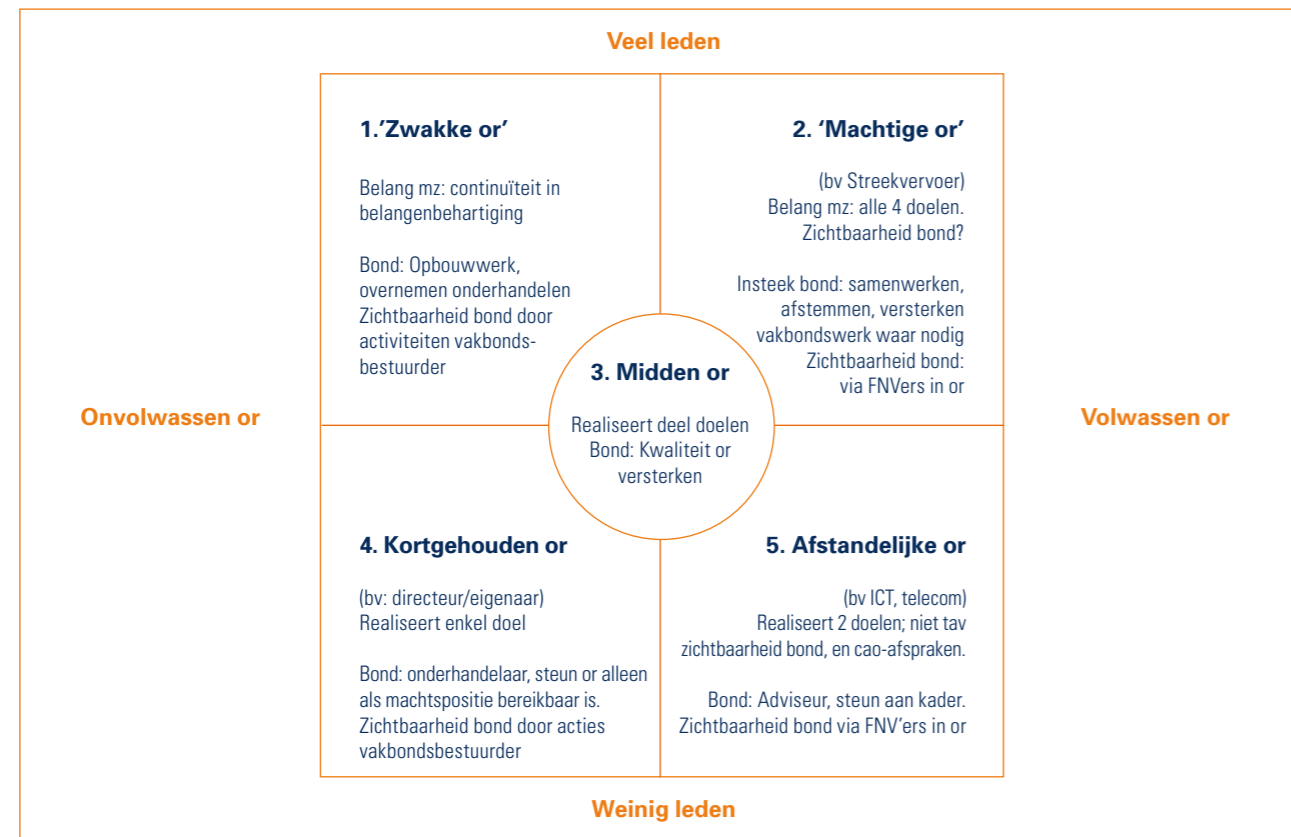 Veel leden
1.’Zwakke or’
Belang mz: continuïteit in
belangenbehartiging
Bond: Opbouwwerk,
overnemen onderhandelen
Zichtbaarheid bond door
activiteiten vakbonds-
bestuurder
2. ‘Machtige or’
(bv Streekvervoer)
Belang mz: alle 4 doelen.
Zichtbaarheid bond?
Insteek bond: samenwerken,
afstemmen, versterken
vakbondswerk waar nodig
Zichtbaarheid bond:
via FNVers in or
Onvolwassen or
3. Midden or
Realiseert deel doelen
Bond: Kwaliteit or
versterken
Volwassen or
4. Kortgehouden or
(bv: directeur/eigenaar)
Realiseert enkel doel
Bond: onderhandelaar, steun or alleen
als machtspositie bereikbaar is.
Zichtbaarheid bond door acties
vakbondsbestuurder
5. Afstandelijke or
(bv ICT, telecom)
Realiseert 2 doelen; niet tav
zichtbaarheid bond, en cao-afspraken.
Bond: Adviseur, steun aan kader.
Zichtbaarheid bond via FNV’ers in or
Weinig leden